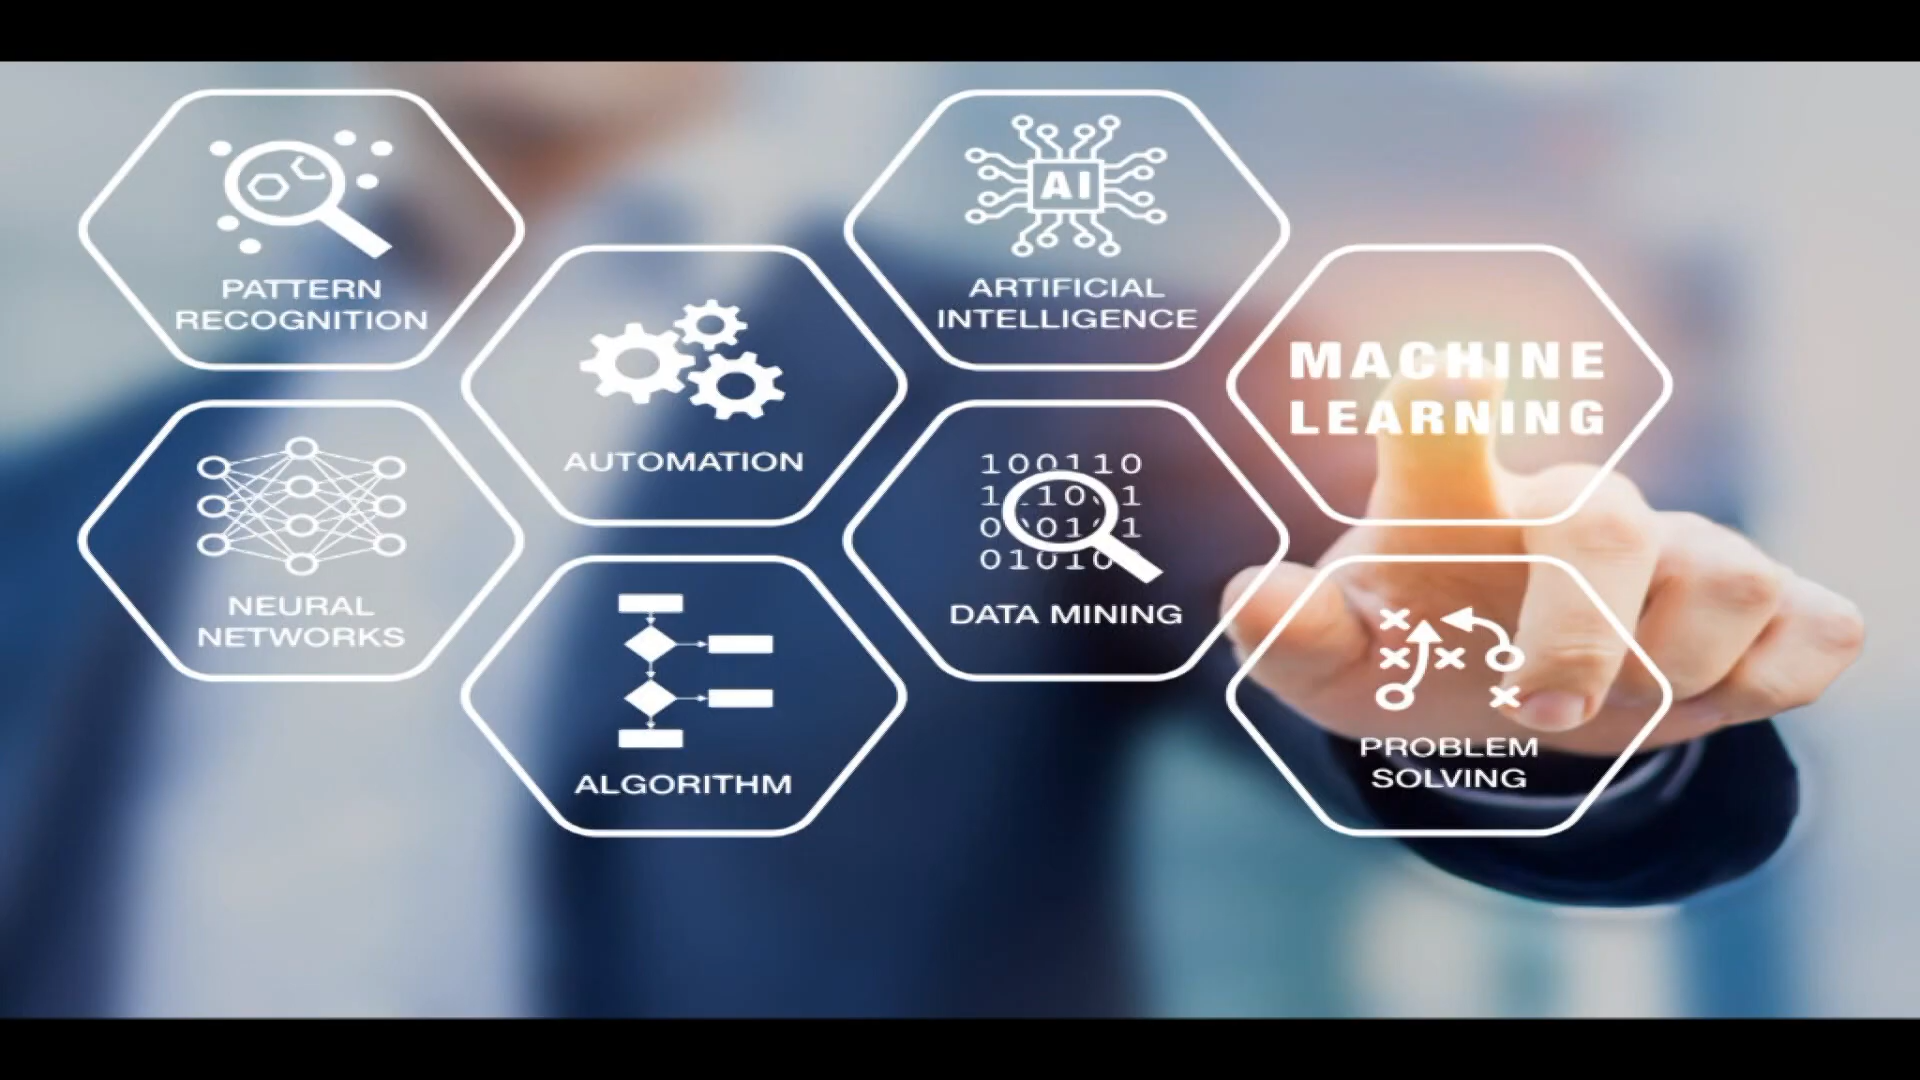 PATTERN
RECOGNITION
ARTIFICIAL
INTELLIGENCE
AI
AUTOMATION
MACHINE
LEARNING
NEURAL
NETWORKS
100110
DATA MINING
ALGORITHM
PROBLEM
SOLVING